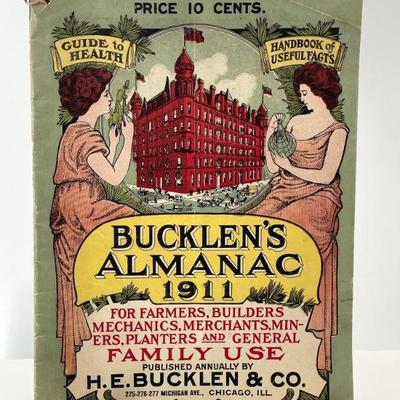 PRICE 10 CENTS.
GUIDE to HEALTH
HANDBOOK of USEFUL FACTS
BUCKLEN'S
ALMANAC
1911
FOR FARMERS, BUILDERS
MECHANICS, MERCHANTS, MIN-
ERS, PLANTERS AND GENERAL
FAMILY USE
PUBLISHED ANNUALLY BY
H.E. BUCKLEN & CO.
275-276-277 MICHIGAN AVE., CHICAGO, ILL.